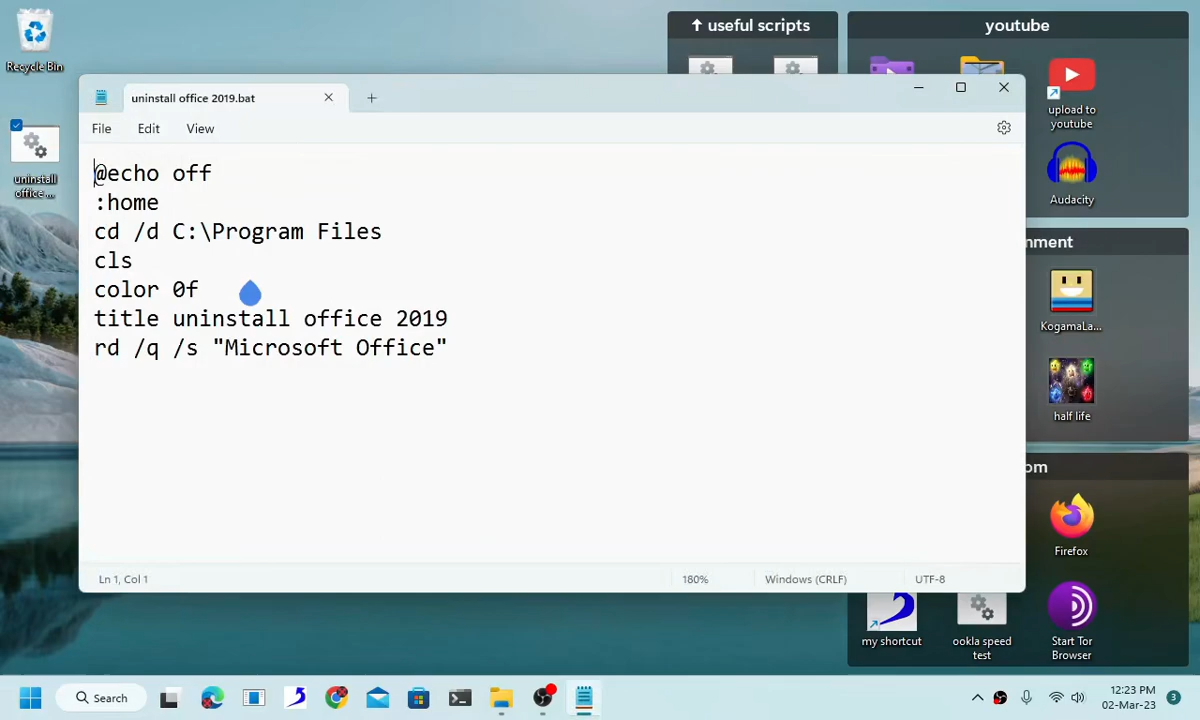 Recycle Bin
uninstall
office ...
↑ useful scripts
youtube
upload to
youtube
Audacity
uninstall office 2019.bat
File
Edit
View
@echo off
:home
cd /d C:\Program Files
cls
color 0f
title uninstall office 2019
rd /q /s "Microsoft Office"
Ln 1, Col 1
180%
Windows (CRLF)
UTF-8
nment
KogamaLa...
half life
om
Firefox
my shortcut
ookla speed
test
Start Tor
Browser
Search
12:23 PM
02-Mar-23
3